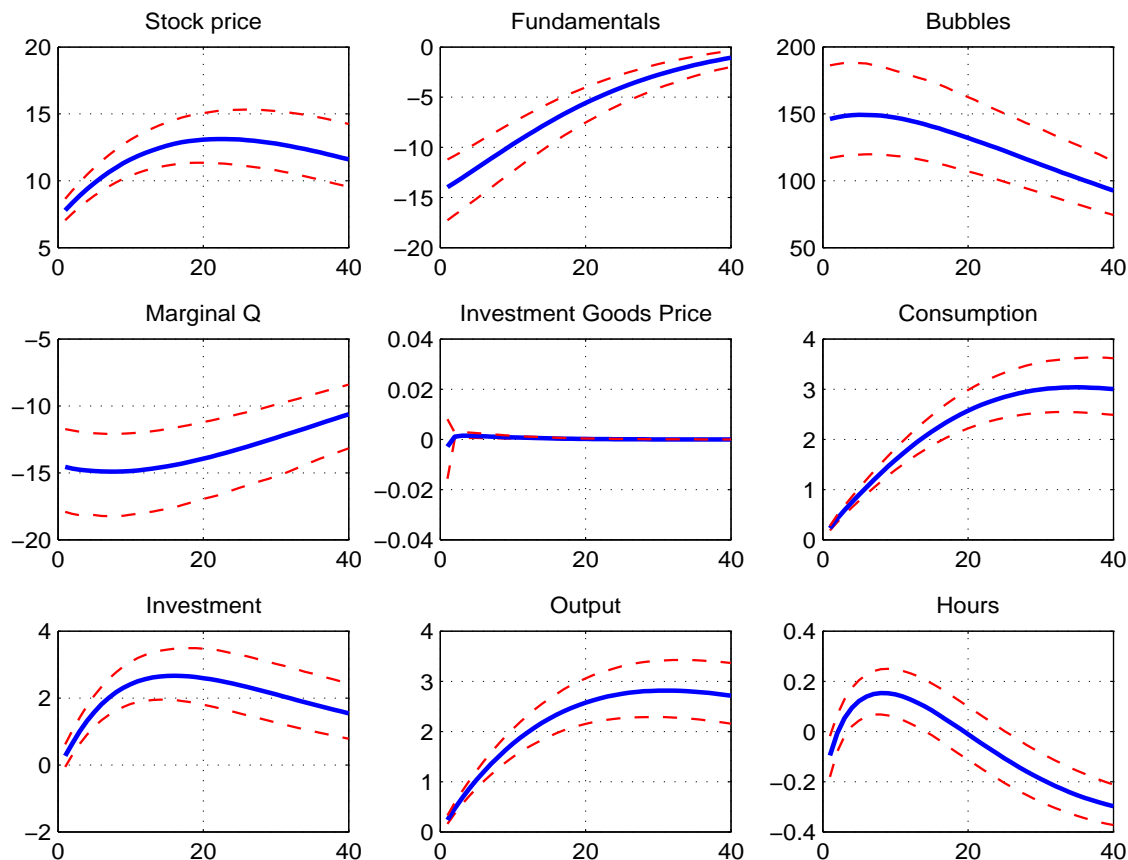 Stock price
20
15
10
5
0 20 40
Fundamentals
0
−5
−10
−15
−20
0 20 40
Bubbles
200
150
100
50
0 20 40
Marginal Q
−5
−10
−15
−20
0 20 40
Investment Goods Price
0.04
0.02
0
−0.02
−0.04
0 20 40
Consumption
4
3
2
1
0
0 20 40
Investment
4
2
0
−2
0 20 40
Output
4
3
2
1
0
0 20 40
Hours
0.4
0.2
0
−0.2
−0.4
0 20 40